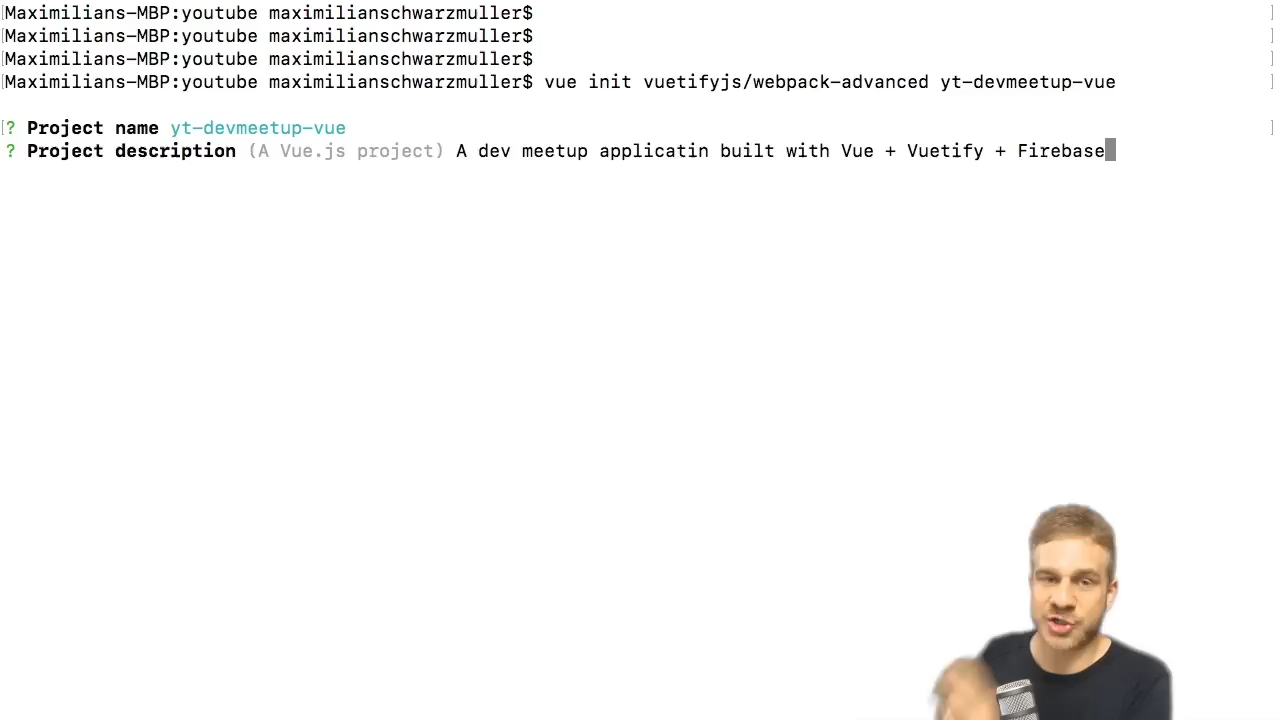 Maximilians-MBP:youtube maximilianschwarzmuller$
Maximilians-MBP:youtube maximilianschwarzmuller$
Maximilians-MBP:youtube maximilianschwarzmuller$
Maximilians-MBP:youtube maximilianschwarzmuller$ vue init vuetifyjs/webpack-advanced yt-devmeetup-vue
? Project name yt-devmeetup-vue
? Project description (A Vue.js project) A dev meetup applicatin built with Vue + Vuetify + Firebase